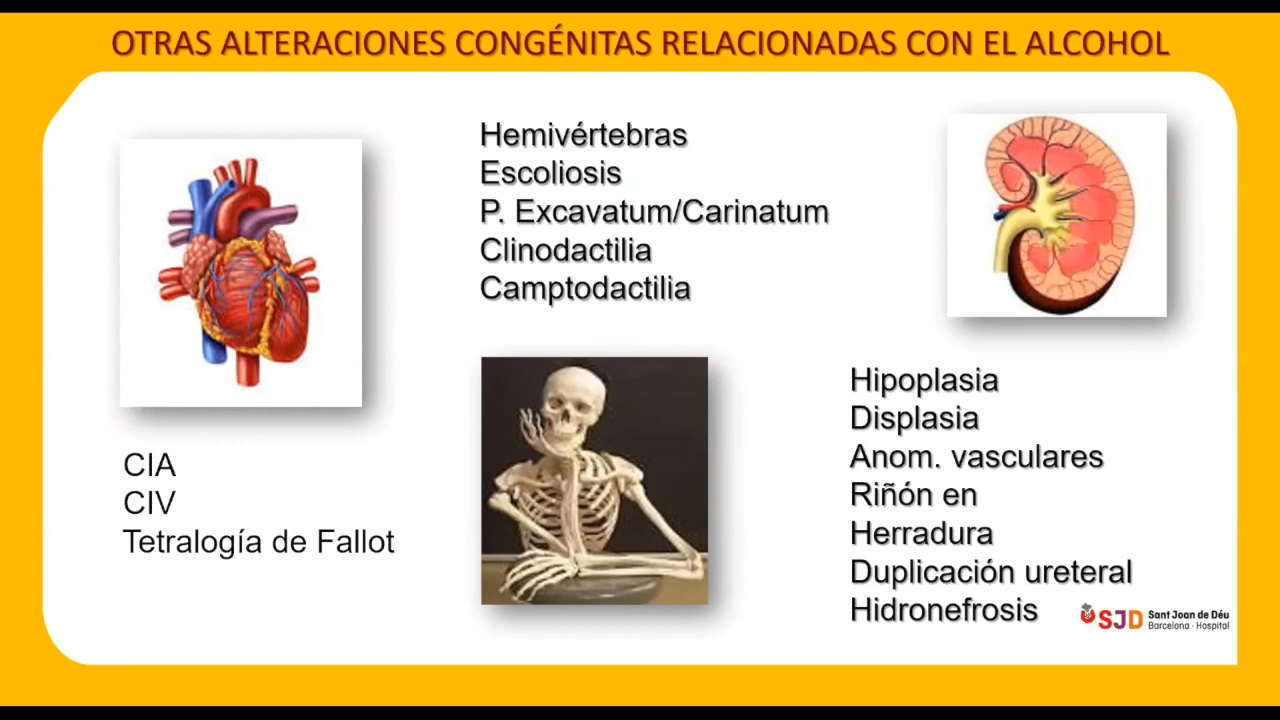 OTRAS ALTERACIONES CONGÉNITAS RELACIONADAS CON EL ALCOHOL
CIA
CIV
Tetralogía de Fallot
Hemivértebras
Escoliosis
P. Excavatum/Carinatum
Clinodactilia
Camptodactilia
Hipoplasia
Displasia
Anom. vasculares
Riñón en
Herradura
Duplicación ureteral
Hidronefrosis
SJD Sant Joan de Déu
Barcelona · Hospital